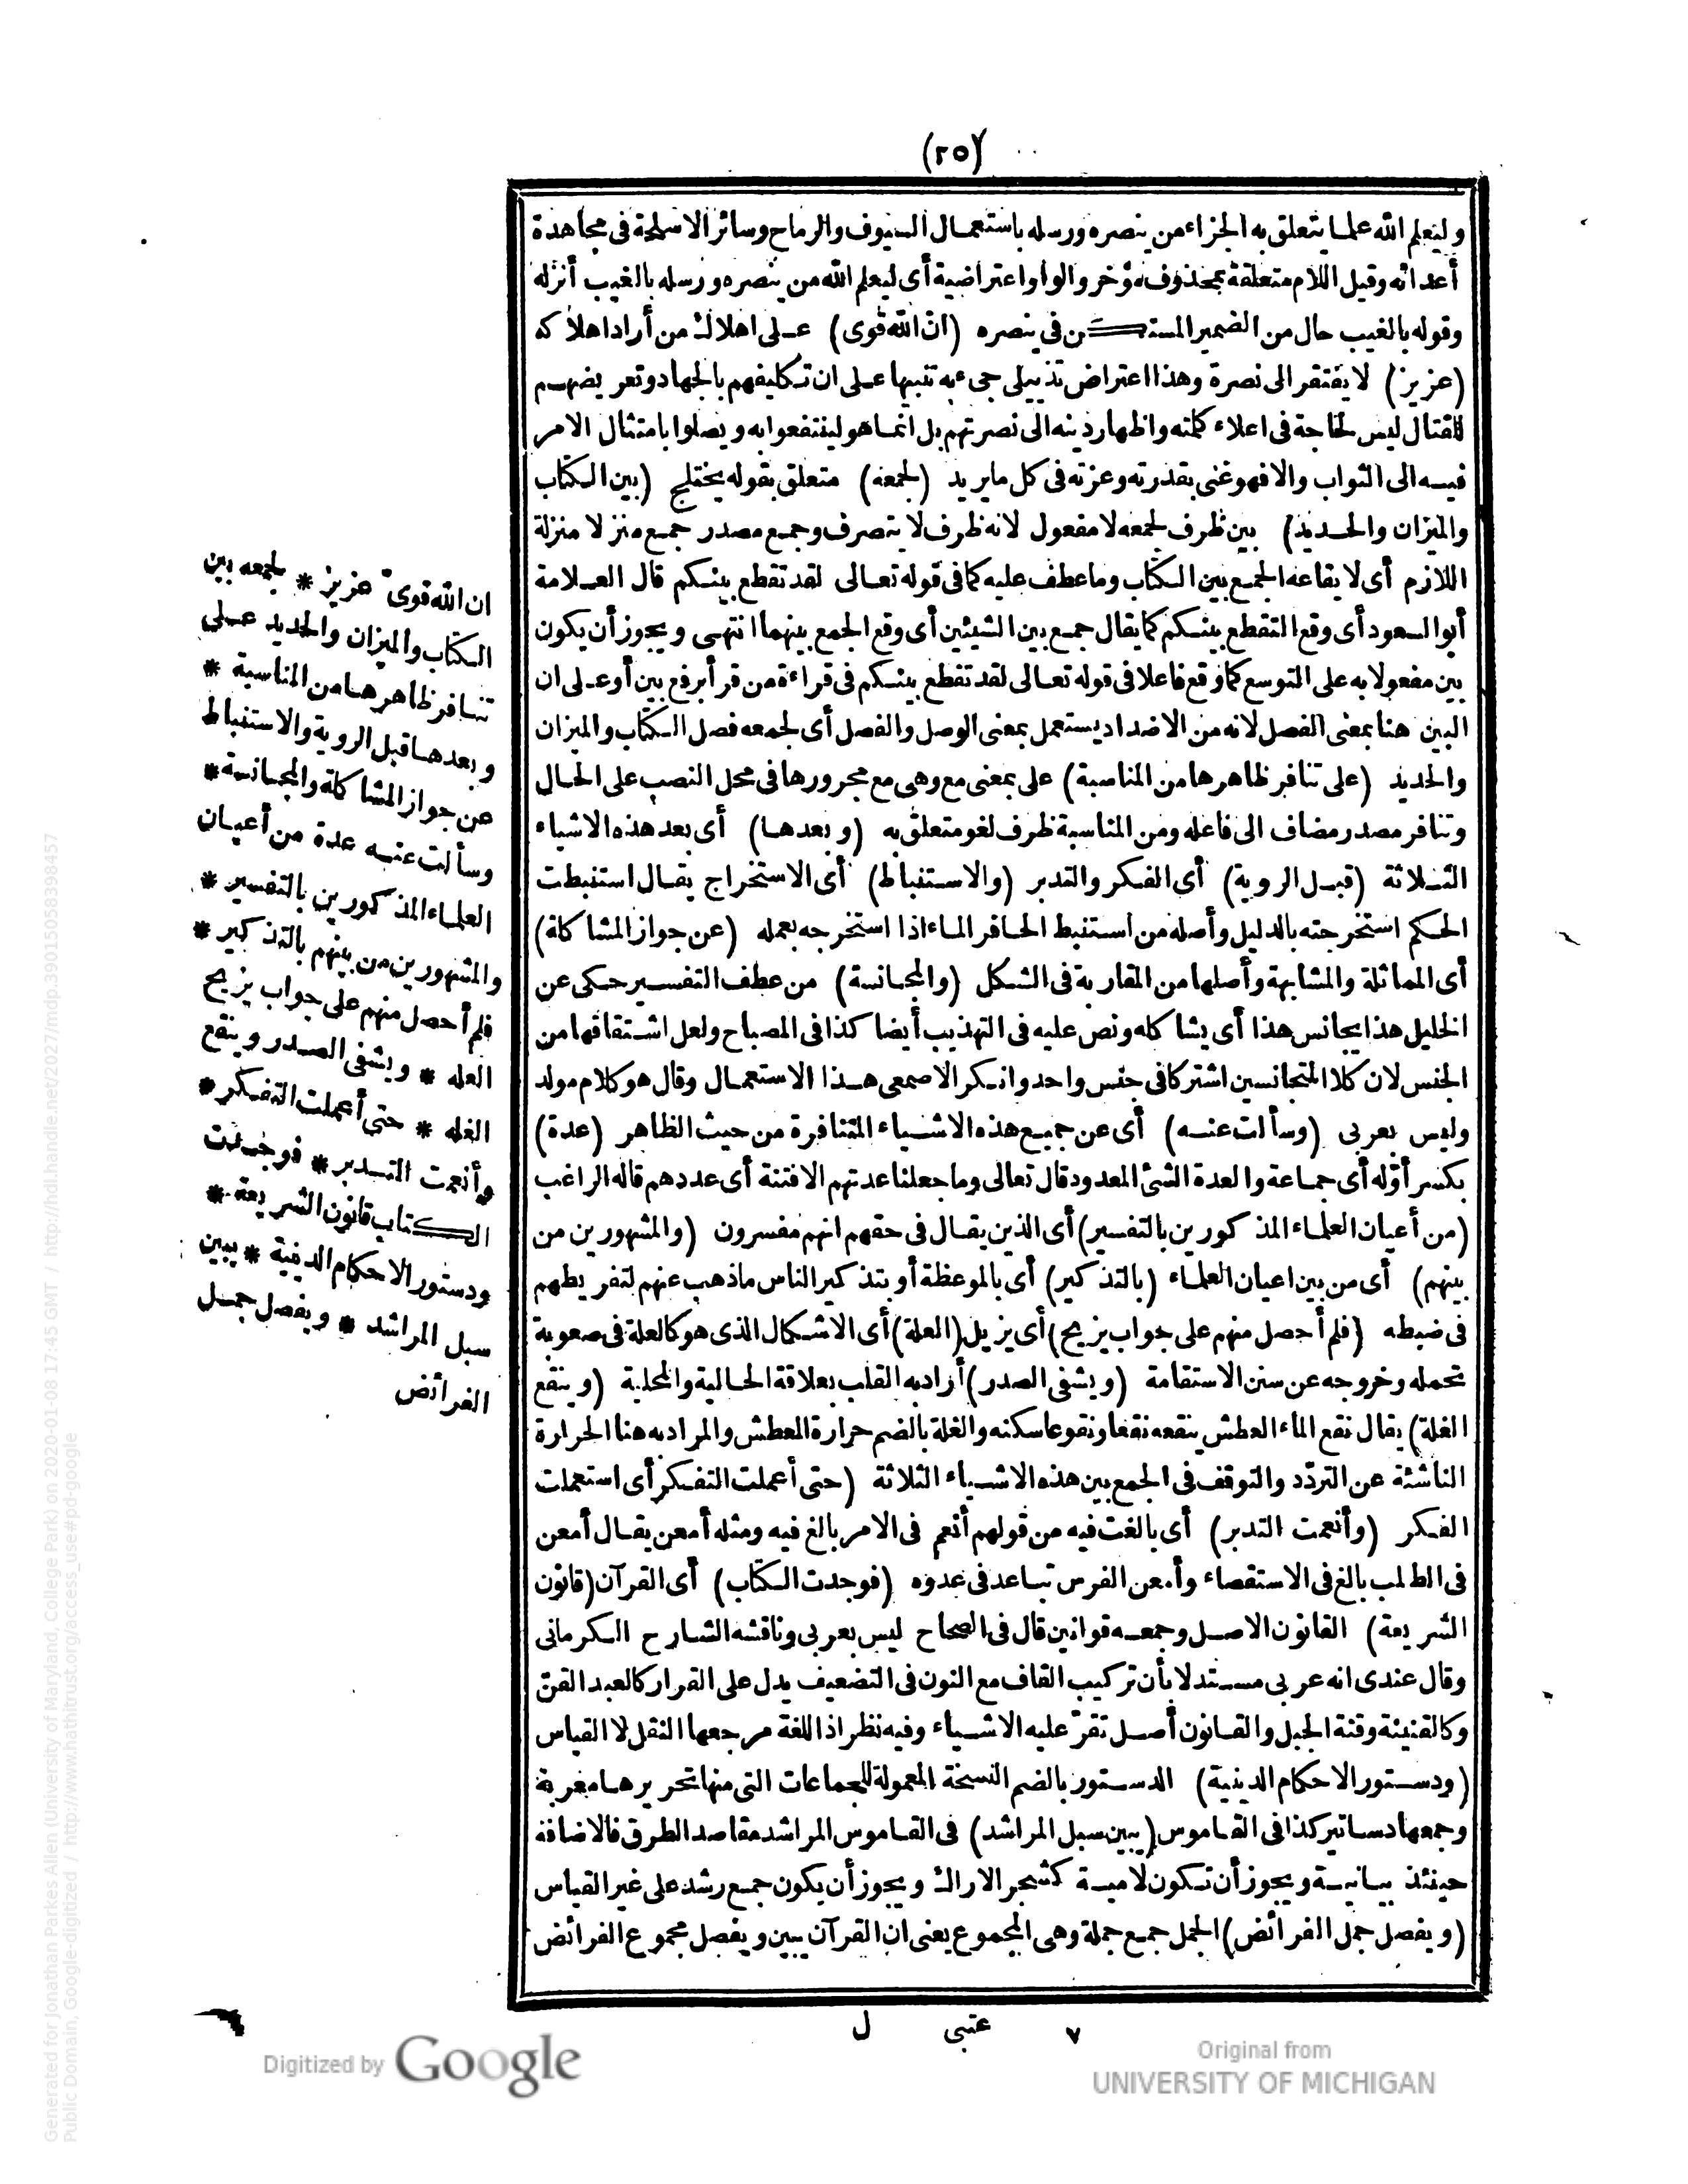 (٢٥)
وليعلم الله علما يتعلق به الجزاء من ينصره ورسله باستعمال السيوف والرماح وسائر الاسلحة فى مجاهدة
أعدائه وقيل اللام متعلقة بمحذوف مؤخر والواو اعتراضية أى ليعلم الله من ينصره ورسله بالغيب أنزله
وقوله بالغيب حال من الضمير المستكن فى ينصره (ان الله قوى) على اهلاك من أراد اهلاكه
(عزيز) لا يفتقر الى نصرة وهذا اعتراض تذييلى جىء به تنبيها على ان تكليفهم بالجهاد وتعريضهم
للقتال ليس لحاجة فى اعلاء كلمته واظهار دينه الى نصرتهم بل انما هو لينتفعوا به ويصلوا بامتثال الامر
فيه الى الثواب والا فهو غنى بقدرته وعزته فى كل ما يريد (لجمعه) متعلق بقوله يختلج (بين الكتاب
والميزان والحديد) بين ظرف لجمعه لا مفعول لانه ظرف لا يتصرف وجمع مصدر جمع منزلا منزلة
اللازم أى لايقاعه الجمع بين الكتاب وما عطف عليه كما فى قوله تعالى لقد تقطع بينكم قال العلامة
أبو السعود أى وقع التقطع بينكم كما يقال جمع بين الشيئين أى وقع الجمع بينهما انتهى ويجوز أن يكون
بين مفعولا به على التوسع كما وقع فاعلا فى قوله تعالى لقد تقطع بينكم فى قراءة من قرأ برفع بين أو على ان
البين هنا بمعنى الفصل لانه من الاضداد يستعمل بمعنى الوصل والفصل أى لجمعه فصل الكتاب والميزان
والحديد (على تنافر ظاهرها من المناسبة) على بمعنى مع وهى مع مجرورها فى محل النصب على الحال
وتنافر مصدر مضاف الى فاعله ومن المناسبة ظرف لغو متعلق به (وبعدها) أى بعد هذه الاشياء
الثلاثة (قبل الروية) أى الفكر والتدبر (والاستنباط) أى الاستخراج يقال استنبطت
الحكم استخرجته بالدليل وأصله من استنبط الحافر الماء اذا استخرجه بعمله (عن جواز المشاكلة)
أى المماثلة والمشابهة وأصلها من المقاربة فى الشكل (والمجانسة) من عطف التفسير حكى عن
الخليل هذا يجانس هذا أى يشاكله ونص عليه فى التهذيب أيضا كذا فى المصباح ولعل اشتقاقها من
الجنس لان كلا المتجانسين اشتركا فى جنس واحد وانكر الاصمعى هذا الاستعمال وقال هو كلام مولد
وليس بعربى (وسألت عنه) أى عن جميع هذه الاشياء المتنافرة من حيث الظاهر (عدة)
بكسر أوّله أى جماعة والعدة الشئ المعدود قال تعالى وما جعلنا عدتهم الا فتنة أى عددهم قاله الراغب
(من أعيان العلماء المذكورين بالتفسير) أى الذين يقال فى حقهم انهم مفسرون (والمشهورين من
بينهم) أى من بين اعيان العلماء (بالتذكير) أى بالموعظة أو بتذكير الناس ما ذهب عنهم لتفريطهم
فى ضبطه (فلم أحصل منهم على جواب يزيح) أى يزيل (العلة) أى الاشكال الذى هو كالعلة فى صعوبة
تحمله وخروجه عن سنن الاستقامة (ويشفى الصدر) أراد به القلب بعلاقة الحالية والمحلية (وينقع
الغلة) يقال نقع الماء العطش ينقعه نقعا ونقوعا سكنه والغلة بالضم حرارة العطش والمراد به هنا الحرارة
الناشئة عن التردّد والتوقف فى الجمع بين هذه الاشياء الثلاثة (حتى أعملت التفكر أى استعملت
الفكر (وأنعمت التدبر) أى بالغت فيه من قولهم أنعم فى الامر بالغ فيه ومثله أمعن يقال أمعن
فى الطلب بالغ فى الاستقصاء وأمعن الفرس تباعد فى عدوه (فوجدت الكتاب) أى القرآن (قانون
الشريعة) القانون الاصل وجمعه قوانين قال فى الصحاح ليس بعربى وناقشه الشارح الكرمانى
وقال عندى انه عربى مستدلا بأن تركيب القاف مع النون فى التضعيف يدل على القرار كالعبد القنّ
وكالقنينة وقنة الجبل والقانون أصل تقرّ عليه الاشياء وفيه نظر اذ اللغة مرجعها النقل لا القياس
(ودستور الاحكام الدينية) الدستور بالضم النسخة المعمولة للجماعات التى منها تحريرها معربة
وجمعها دساتير كذا فى القاموس (يبين سبل المراشد) فى القاموس المراشد مقاصد الطرق فالاضافة
حينئذ بيانية ويجوز أن تكون لامية كشجر الاراك ويجوز أن يكون جمع رشد على غير القياس
(ويفصل جمل الفرائض) الجمل جمع جملة وهى المجموع يعنى ان القرآن يبين ويفصل مجموع الفرائض
ان الله قوىّ عزيز * لجمعه بين
الكتاب والميزان والحديد على
تنافر ظاهرها من المناسبة *
وبعدها قبل الروية والاستنباط
عن جواز المشاكلة والمجانسة *
وسألت عنه عدة من أعيان
العلماء المذكورين بالتفسير *
والمشهورين من بينهم بالتذكير *
فلم أحصل منهم على جواب يزيح
العله * ويشفى الصدر وينقع
الغله * حتى أعملت التفكر *
وأنعمت التدبر * فوجدت
الكتاب قانون الشريعة *
ودستور الاحكام الدينية * يبين
سبل المراشد * ويفصل جمل
الفرائض
٧ عتبى ل
Digitized by Google
Original from
UNIVERSITY OF MICHIGAN
Generated for Jonathan Parkes Allen (University of Maryland, College Park) on 2020-01-08 17:45 GMT / http://hdl.handle.net/2027/mdp.39015058398457
Public Domain, Google-digitized / http://www.hathitrust.org/access_use#pd-google